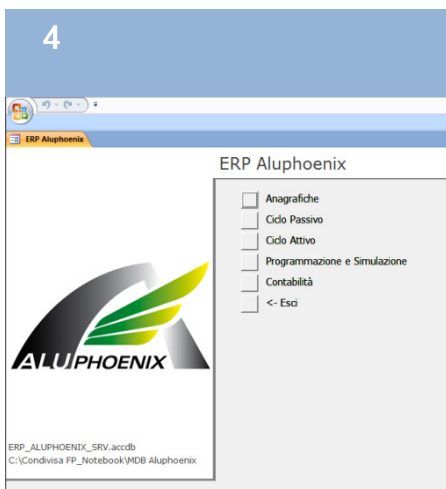 4
ERP Aluphoenix
ERP Aluphoenix
Anagrafiche
Ciclo Passivo
Ciclo Attivo
Programmazione e Simulazione
Contabilità
<- Esci
ALUPHOENIX
ERP_ALUPHOENIX_SRV.accdb
C:\Condivisa FP_Notebook\MDB Aluphoenix